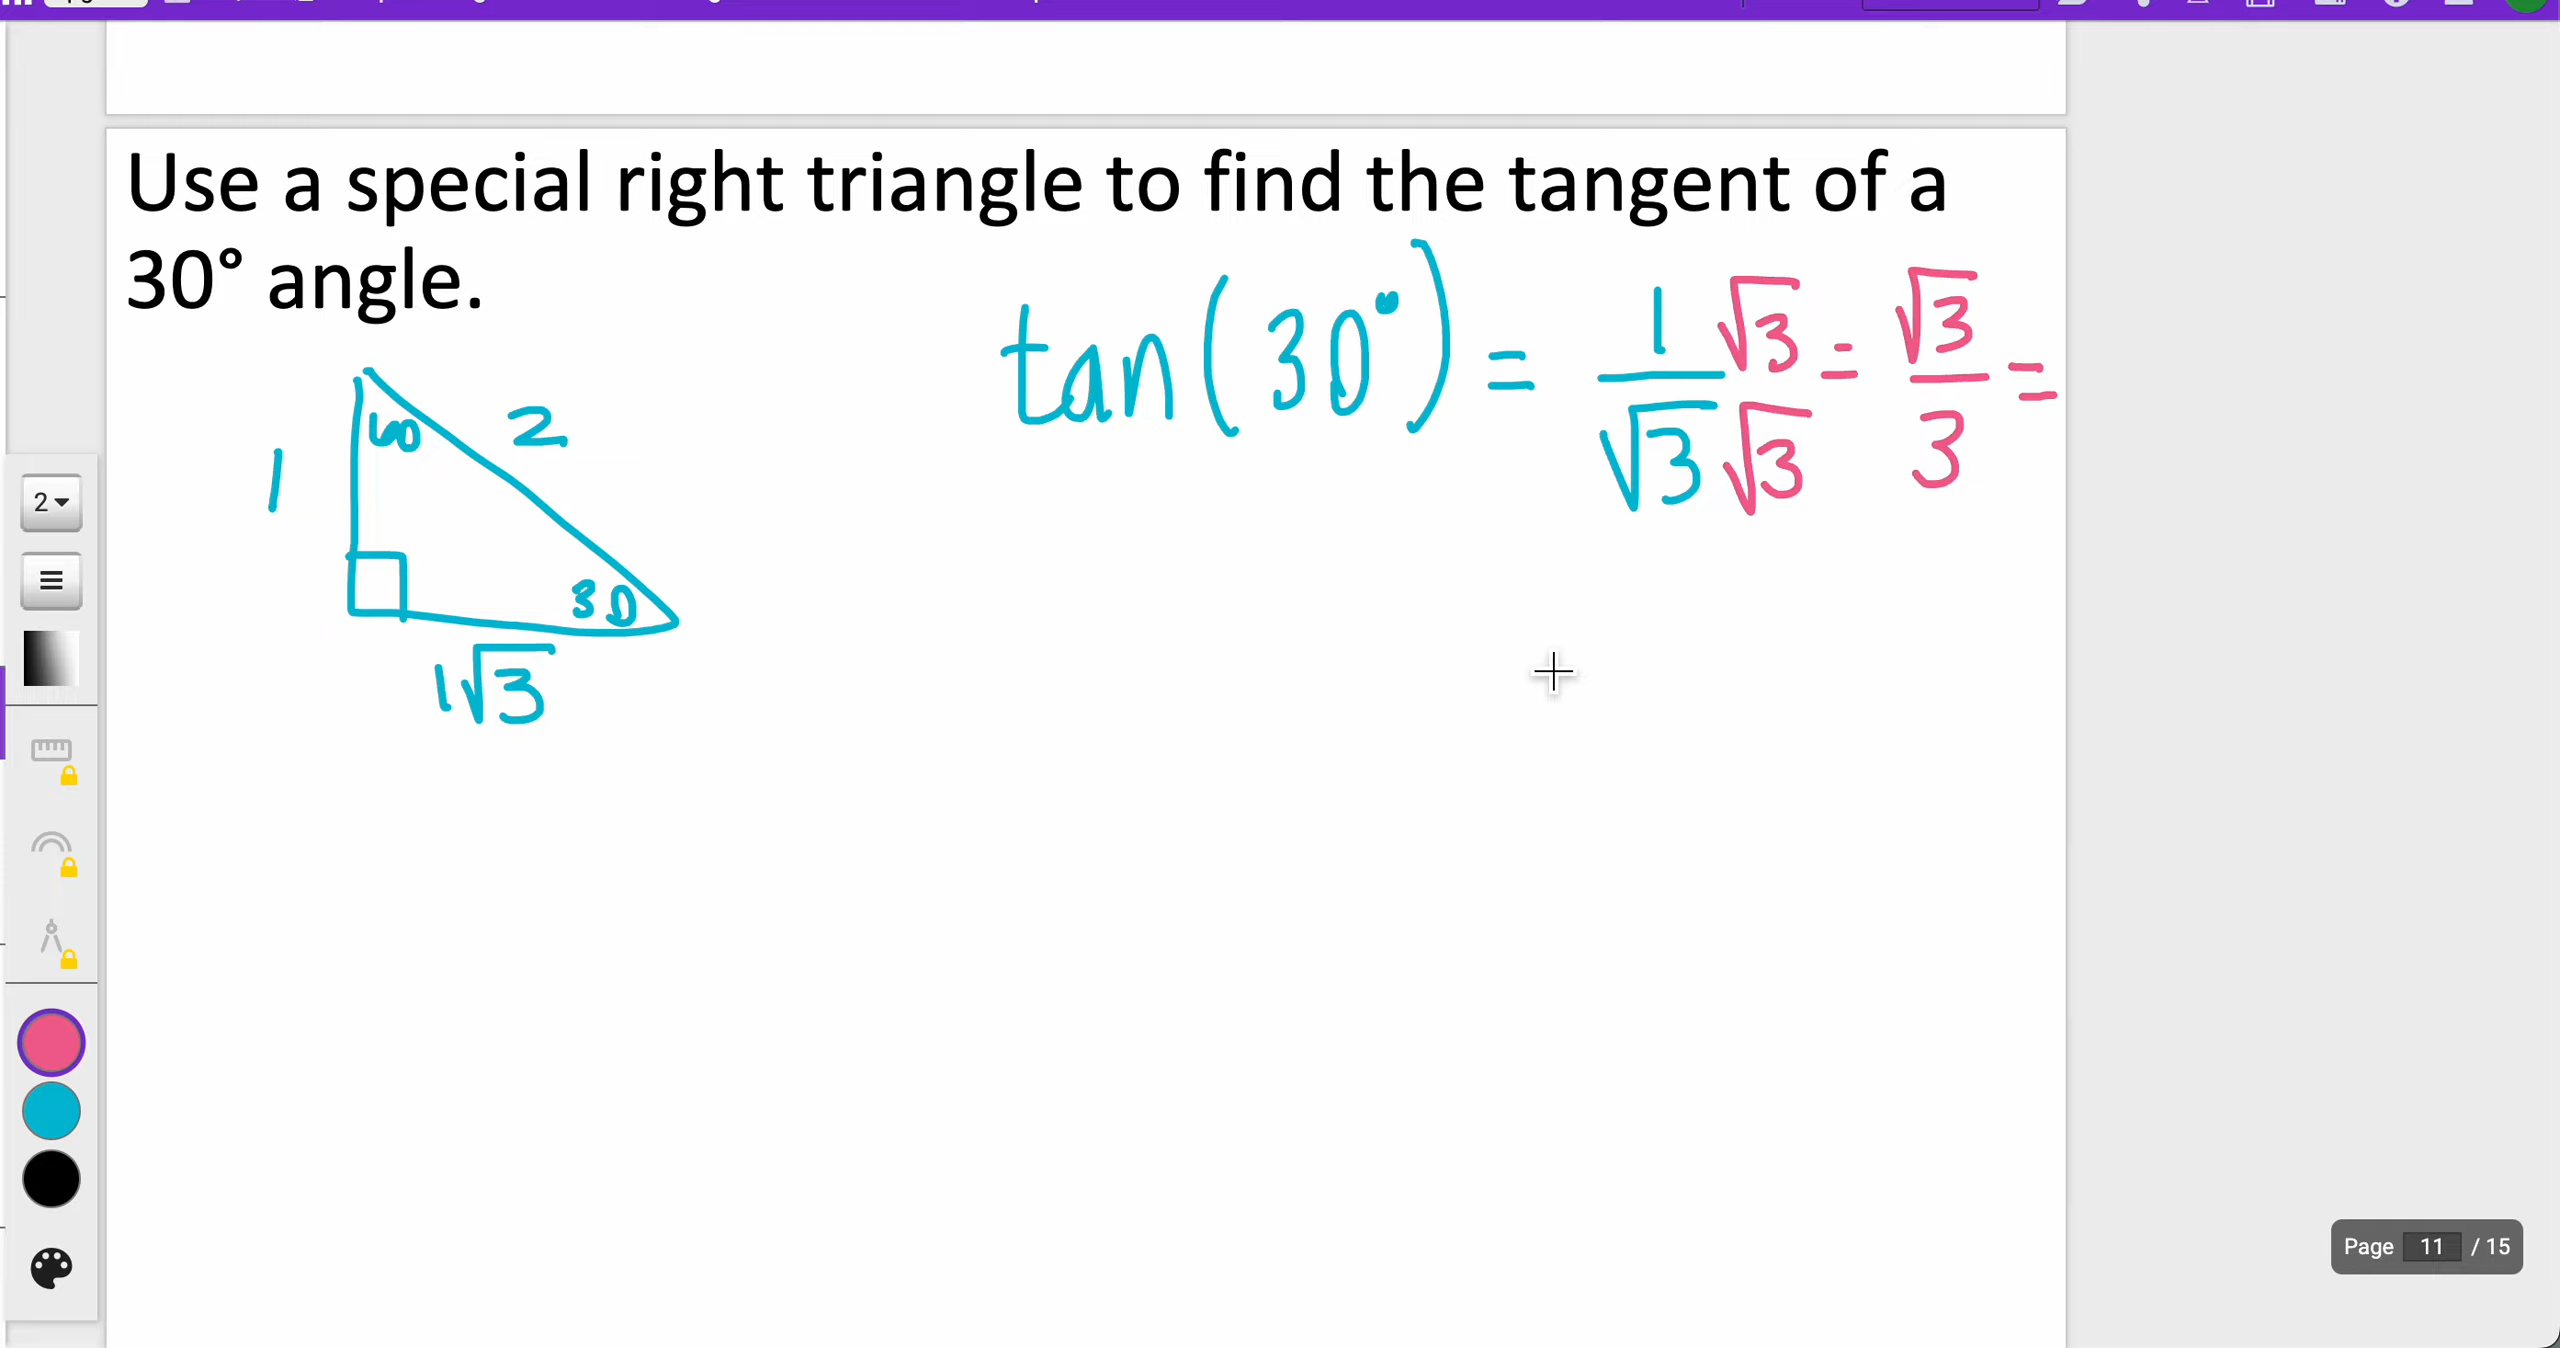 Use a special right triangle to find the tangent of a
30° angle.
tan(30°) = 1/√3 √3/√3 = √3/3 =
60
2
1
30
1√3
2
Page 11 / 15